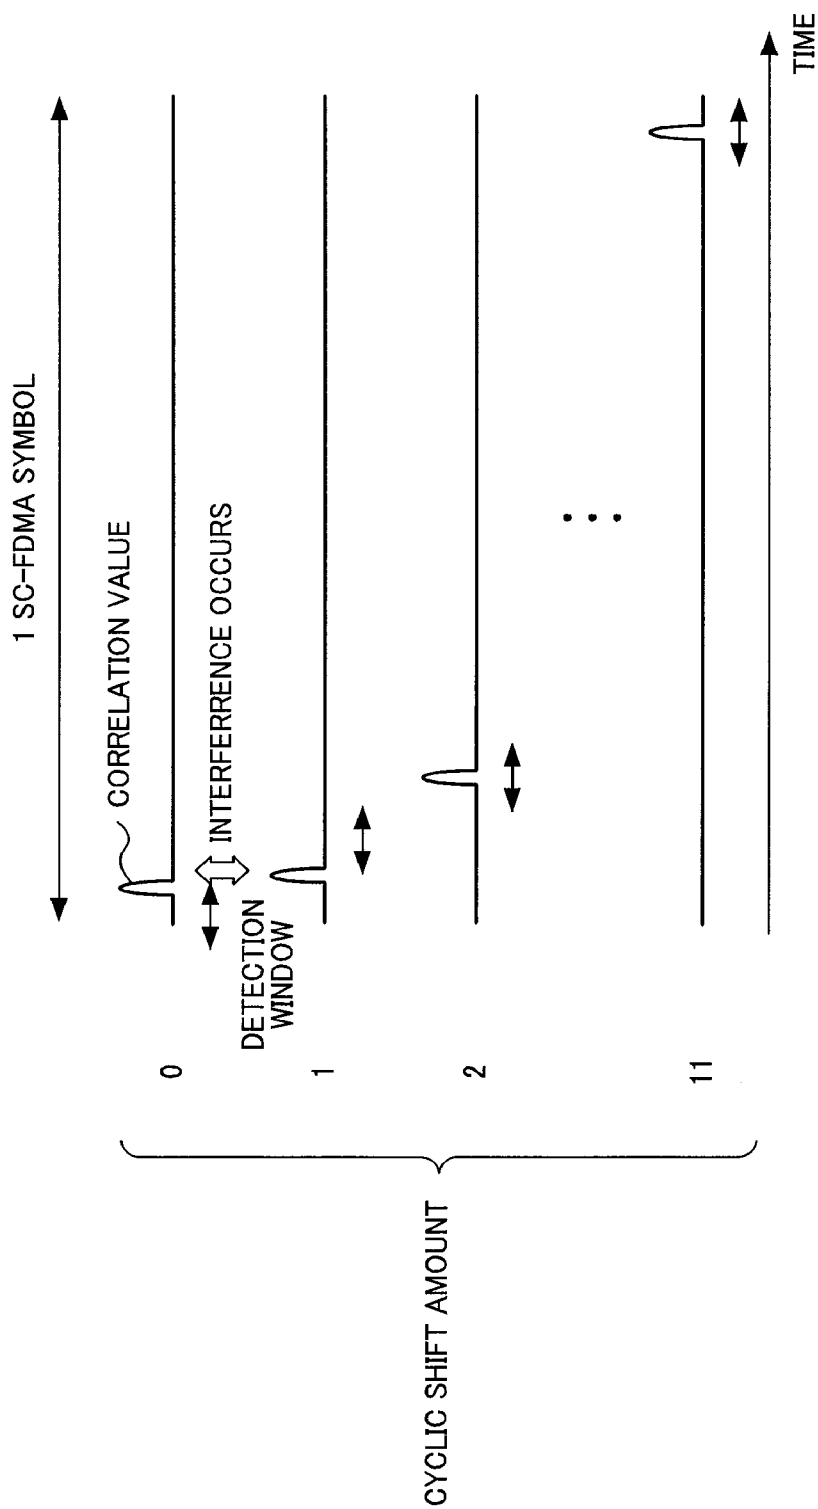 1 SC-FDMA SYMBOL
CORRELATION VALUE
INTERFERRENCE OCCURS
DETECTION
WINDOW
0
1
2
11
CYCLIC SHIFT AMOUNT
TIME